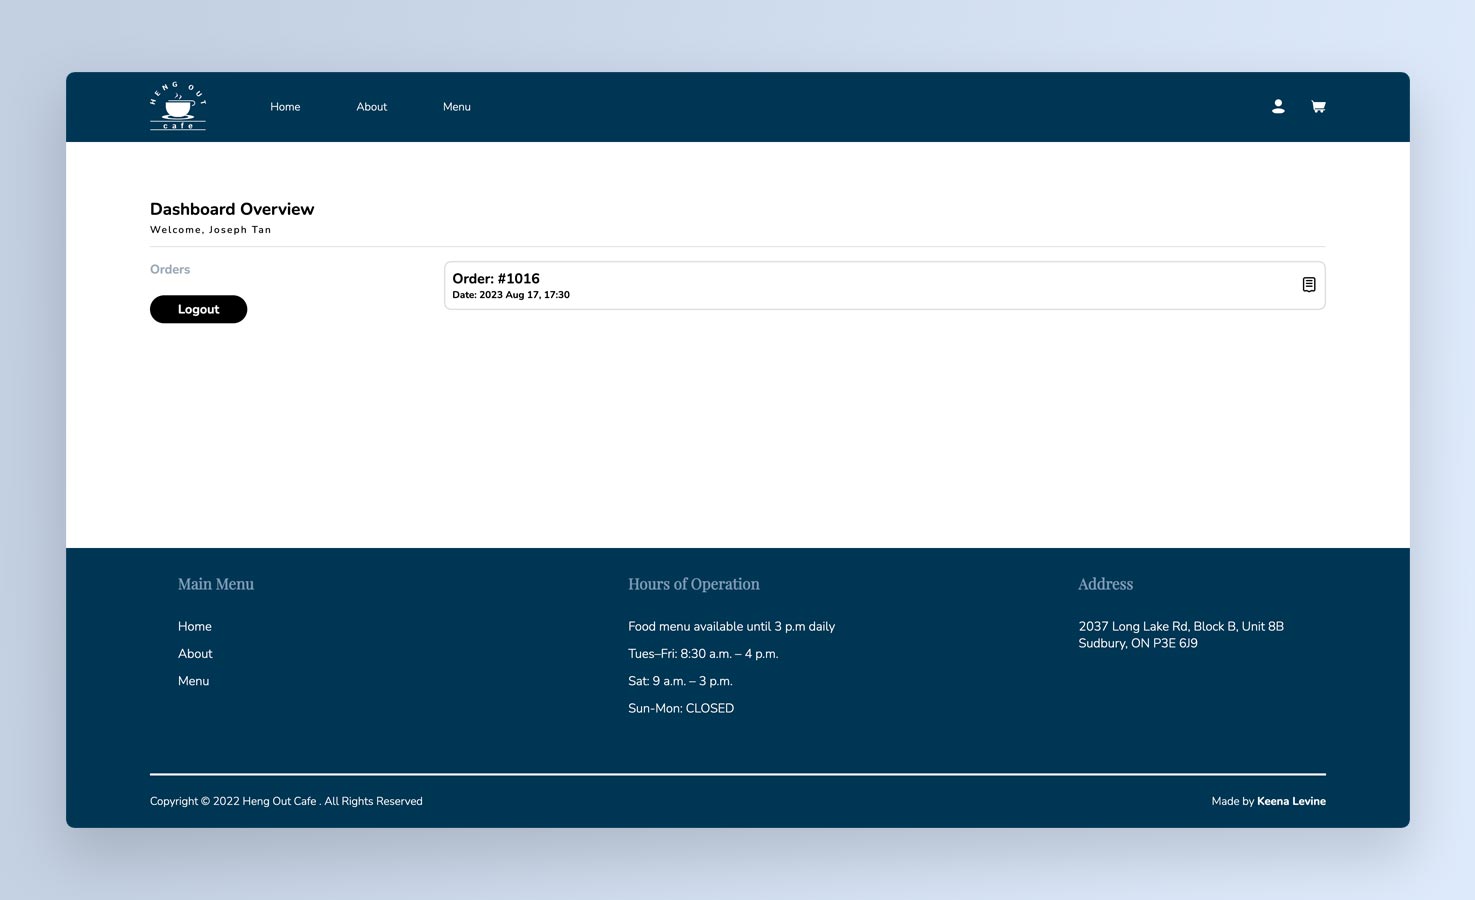 HENG OUT
cafe
Home
About
Menu
Dashboard Overview
Welcome, Joseph Tan
Orders
Logout
Order: #1016
Date: 2023 Aug 17, 17:30
Main Menu
Home
About
Menu
Hours of Operation
Food menu available until 3 p.m daily
Tues–Fri: 8:30 a.m. – 4 p.m.
Sat: 9 a.m. – 3 p.m.
Sun-Mon: CLOSED
Address
2037 Long Lake Rd, Block B, Unit 8B
Sudbury, ON P3E 6J9
Copyright © 2022 Heng Out Cafe . All Rights Reserved
Made by Keena Levine